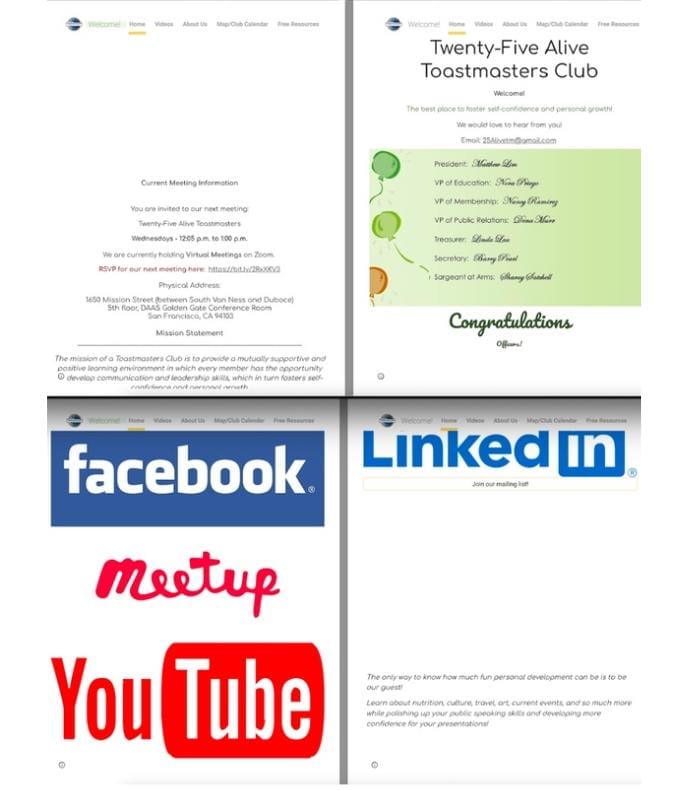 Welcome! Home Videos About Us Map/Club Calendar Free Resources
Current Meeting Information
You are invited to our next meeting:
Twenty-Five Alive Toastmasters
Wednesdays - 12:05 p.m. to 1:00 p.m.
We are currently holding Virtual Meetings on Zoom.
RSVP for our next meeting here: https://bit.ly/2RxXKV3
Physical Address:
1650 Mission Street (between South Van Ness and Duboce)
5th floor, DAAS Golden Gate Conference Room
San Francisco, CA 94103
Mission Statement
The mission of a Toastmasters Club is to provide a mutually supportive and
positive learning environment in which every member has the opportunity
develop communication and leadership skills, which in turn fosters self-
confidence and personal growth
Welcome! Home Videos About Us Map/Club Calendar Free Resources
Twenty-Five Alive
Toastmasters Club
Welcome!
The best place to foster self-confidence and personal growth!
We would love to hear from you!
Email: 25Alivetm@gmail.com
President: Matthew
VP of Education: Nora
VP of Membership: Nancy Ramirez
VP of Public Relations: Dena
Treasurer: Linda
Secretary: Barry
Sargeant at Arms: Sharey Satchell
Congratulations
Officers!
Welcome! Home Videos About Us Map/Club Calendar Free Resources
facebook®
meetup
YouTube
Welcome! Home Videos About Us Map/Club Calendar Free Resources
Linked in®
Join our mailing list!
The only way to know how much fun personal development can be is to be
our guest!
Learn about nutrition, culture, travel, art, current events, and so much more
while polishing up your public speaking skills and developing more
confidence for your presentations!